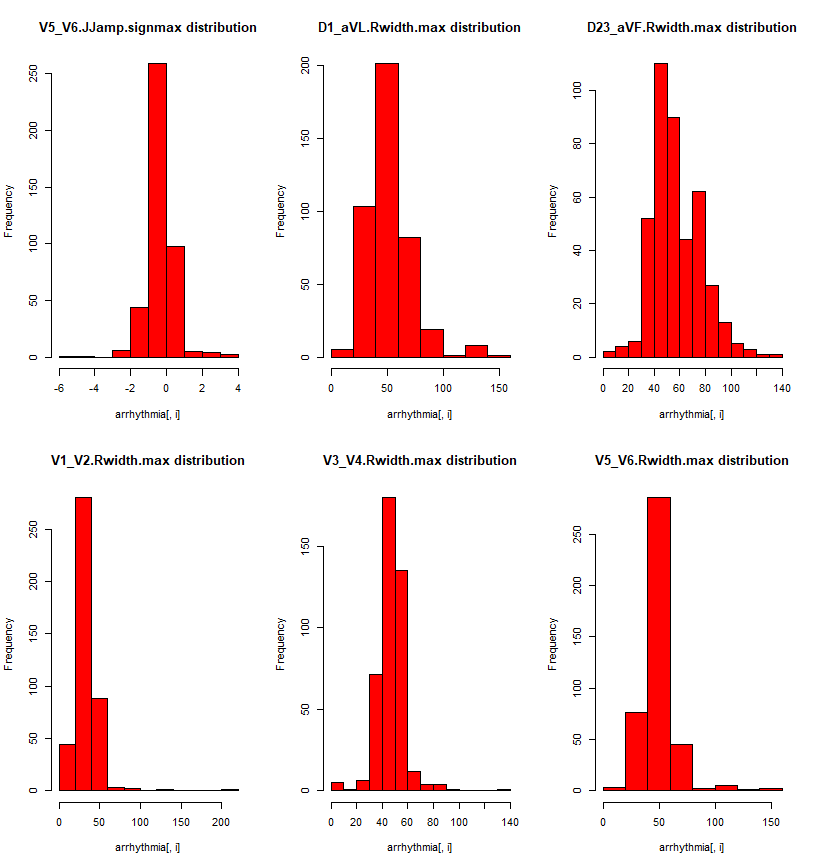 V5_V6.JJamp.signmax distribution
Frequency
0 50 100 150 200 250
-6 -4 -2 0 2 4
arrhythmia[, i]
D1_aVL.Rwidth.max distribution
Frequency
0 50 100 150 200
0 50 100 150
arrhythmia[, i]
D23_aVF.Rwidth.max distribution
Frequency
0 20 40 60 80 100
0 20 40 60 80 100 140
arrhythmia[, i]
V1_V2.Rwidth.max distribution
Frequency
0 50 100 150 200 250
0 50 100 150 200
arrhythmia[, i]
V3_V4.Rwidth.max distribution
Frequency
0 50 100 150
0 20 40 60 80 100 140
arrhythmia[, i]
V5_V6.Rwidth.max distribution
Frequency
0 50 100 150 200 250
0 50 100 150
arrhythmia[, i]